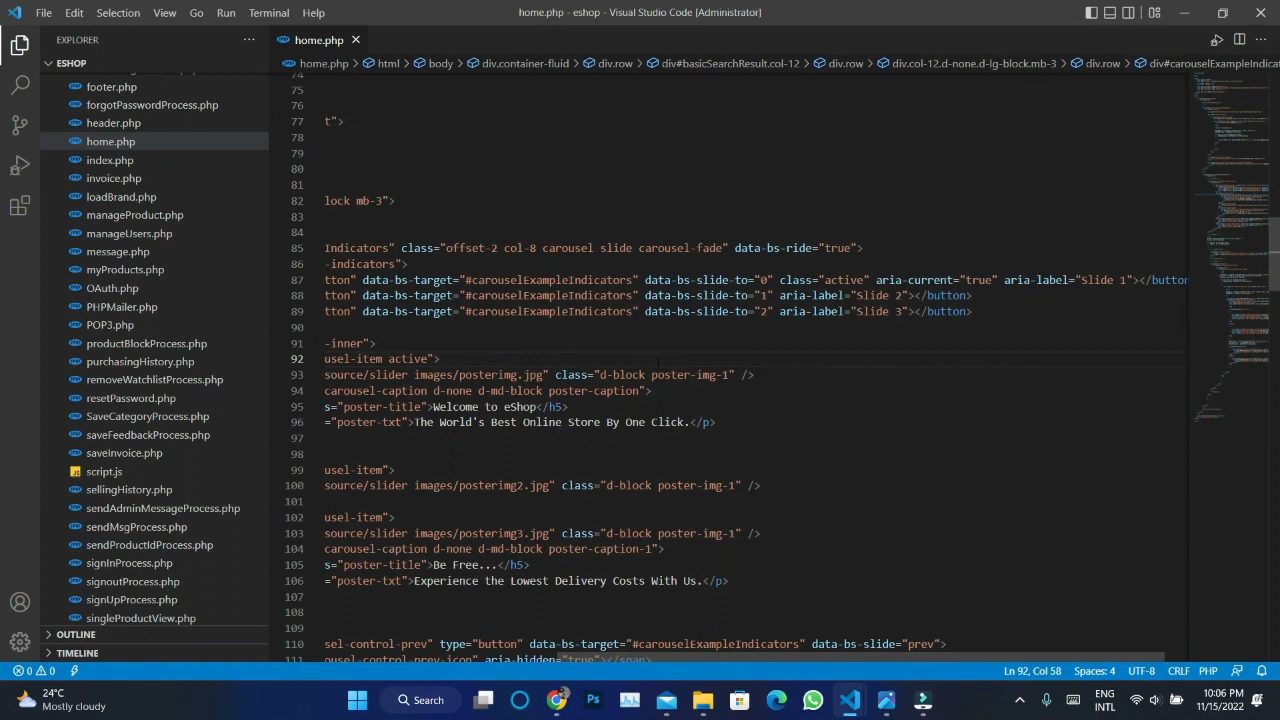 File Edit Selection View Go Run Terminal Help
home.php - eshop - Visual Studio Code [Administrator]
EXPLORER
home.php
ESHOP
home.php html body div.container-fluid div.row div#basicSearchResult.col-12 div.row div.col-12.d-none.d-lg-block.mb-3 div.row div#carouselExampleIndicat
footer.php
forgotPasswordProcess.php
header.php
home.php
index.php
invoice.php
loadBrand.php
manageProduct.php
manageUsers.php
message.php
myProducts.php
OAuth.php
PHPMailer.php
POP3.php
productBlockProcess.php
purchasingHistory.php
removeWatchlistProcess.php
resetPassword.php
SaveCategoryProcess.php
saveFeedbackProcess.php
saveInvoice.php
script.js
sellingHistory.php
sendAdminMessageProcess.php
sendMsgProcess.php
sendProductIdProcess.php
signInProcess.php
signoutProcess.php
signUpProcess.php
singleProductView.php
OUTLINE
TIMELINE
74
75
76
77 t">
78
79
80
81
82 lock mb-3">
83
84
85 Indicators" class="offset-2 col-8 carousel slide carousel-fade" data-bs-ride="true">
86 -indicators">
87 tton" data-bs-target="#carouselExampleIndicators" data-bs-slide-to="0" class="active" aria-current="true" aria-label="Slide 1"></button
88 tton" data-bs-target="#carouselExampleIndicators" data-bs-slide-to="1" aria-label="Slide 2"></button>
89 tton" data-bs-target="#carouselExampleIndicators" data-bs-slide-to="2" aria-label="Slide 3"></button>
90
91 -inner">
92 usel-item active">
93 source/slider images/posterimg.jpg" class="d-block poster-img-1" />
94 carousel-caption d-none d-md-block poster-caption">
95 s="poster-title">Welcome to eShop</h5>
96 ="poster-txt">The World's Best Online Store By One Click.</p>
97
98
99 usel-item">
100 source/slider images/posterimg2.jpg" class="d-block poster-img-1" />
101
102 usel-item">
103 source/slider images/posterimg3.jpg" class="d-block poster-img-1" />
104 carousel-caption d-none d-md-block poster-caption-1">
105 s="poster-title">Be Free...</h5>
106 ="poster-txt">Experience the Lowest Delivery Costs With Us.</p>
107
108
109
110 sel-control-prev" type="button" data-bs-target="#carouselExampleIndicators" data-bs-slide="prev">
111 ousel-control-prev-icon" aria-hidden="true"></span>
0 0
Ln 92, Col 58 Spaces: 4 UTF-8 CRLF PHP
24°C
Mostly cloudy
Search
ENG
INTL
10:06 PM
11/15/2022